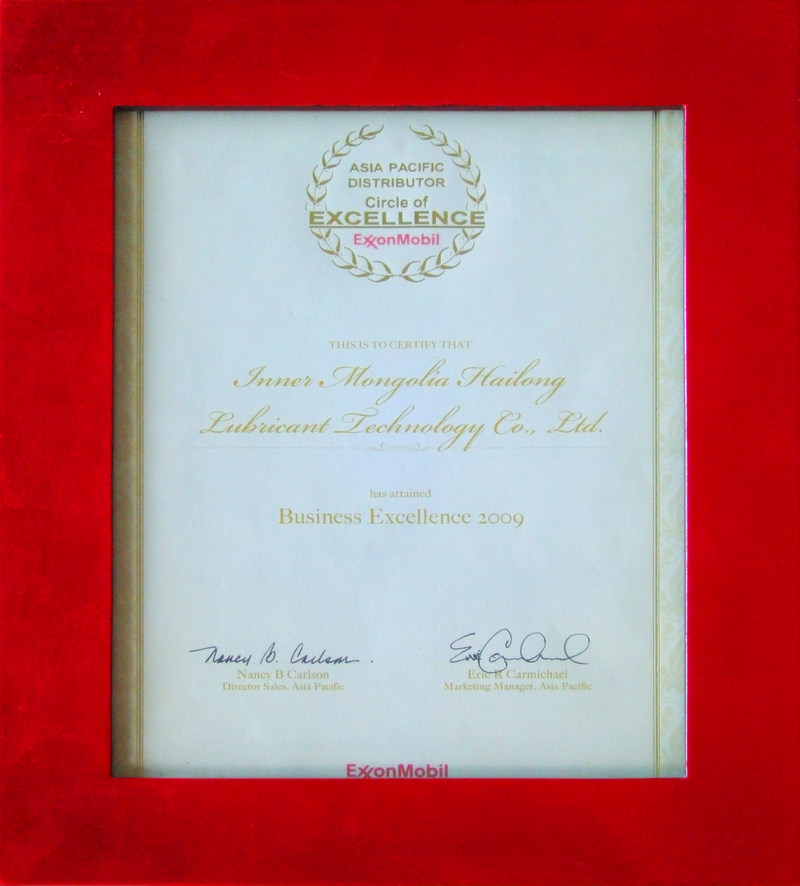 ASIA PACIFIC
DISTRIBUTOR
Circle of
EXCELLENCE
ExxonMobil
THIS IS TO CERTIFY THAT
Inner Mongolia Hailong
Lubricant Technology Co., Ltd.
has attained
Business Excellence 2009
Nancy B. Carlson
Nancy B Carlson
Director Sales, Asia Pacific
Eric R Carmichael
Marketing Manager, Asia Pacific
ExxonMobil